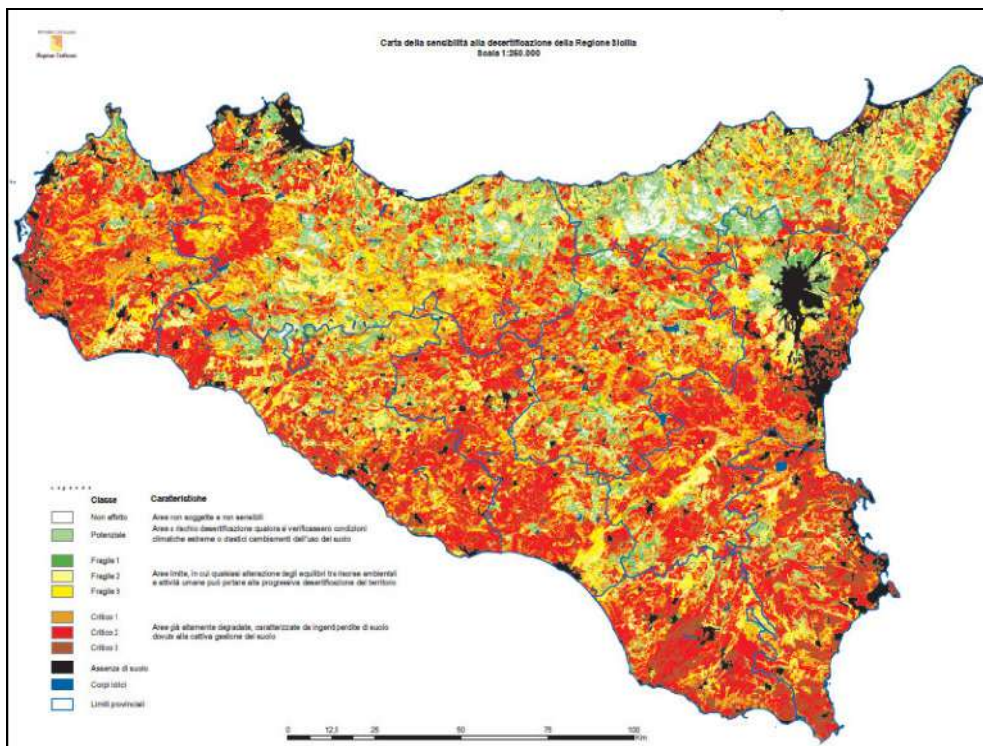 Regione Siciliana
Carta della sensibilità alla desertificazione della Regione Sicilia
Scala 1:250.000
Legenda
Classe Caratteristiche
Non affetto Aree non soggette e non sensibili
Potenziale Aree a rischio desertificazione qualora si verificassero condizioni
climatiche estreme o drastici cambiamenti dell'uso del suolo
Fragile 1
Fragile 2 Aree limite, in cui qualsiasi alterazione degli equilibri tra risorse ambientali
e attività umane può portare alla progressiva desertificazione del territorio
Fragile 3
Critico 1
Critico 2 Aree già altamente degradate, caratterizzate da ingenti perdite di suolo
dovute alla cattiva gestione del suolo
Critico 3
Assenza di suolo
Corpi idrici
Limiti provinciali
0 12,5 25 50 75 100
Km